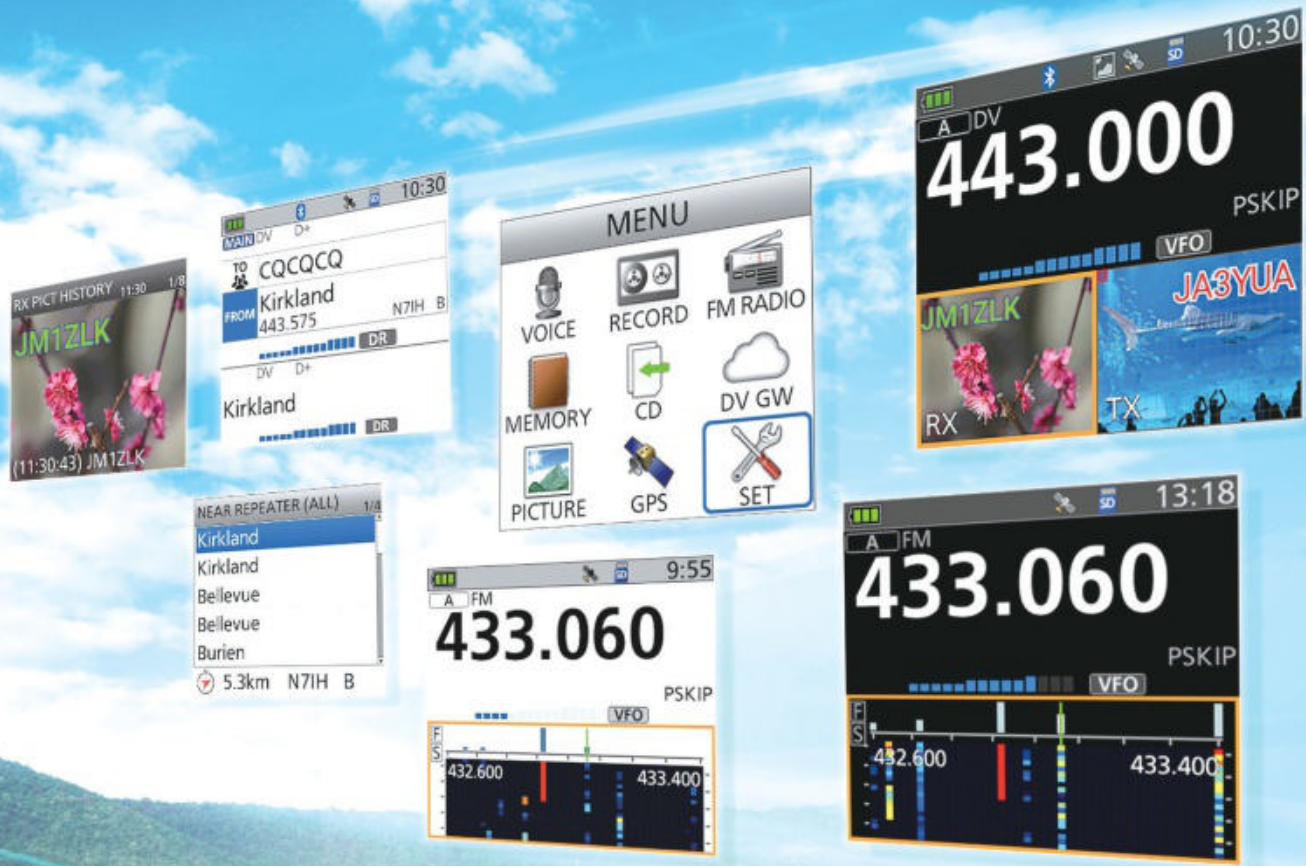 RX PICT HISTORY 11:30 1/8
JM1ZLK
(11:30:43) JM1ZLK
10:30
MAIN DV D+
TO CQCQCQ
FROM Kirkland
443.575 N7IH B
DR
DV D+
Kirkland
DR
NEAR REPEATER (ALL) 1/4
Kirkland
Kirkland
Bellevue
Bellevue
Burien
5.3km N7IH B
MENU
VOICE RECORD FM RADIO
MEMORY CD DV GW
PICTURE GPS SET
SD 9:55
A FM
433.060
PSKIP
VFO
F
S
432.600 433.400
SD 10:30
A DV
443.000
PSKIP
VFO
JM1ZLK
RX
JA3YUA
TX
SD 13:18
A FM
433.060
PSKIP
VFO
F
S
432.600 433.400